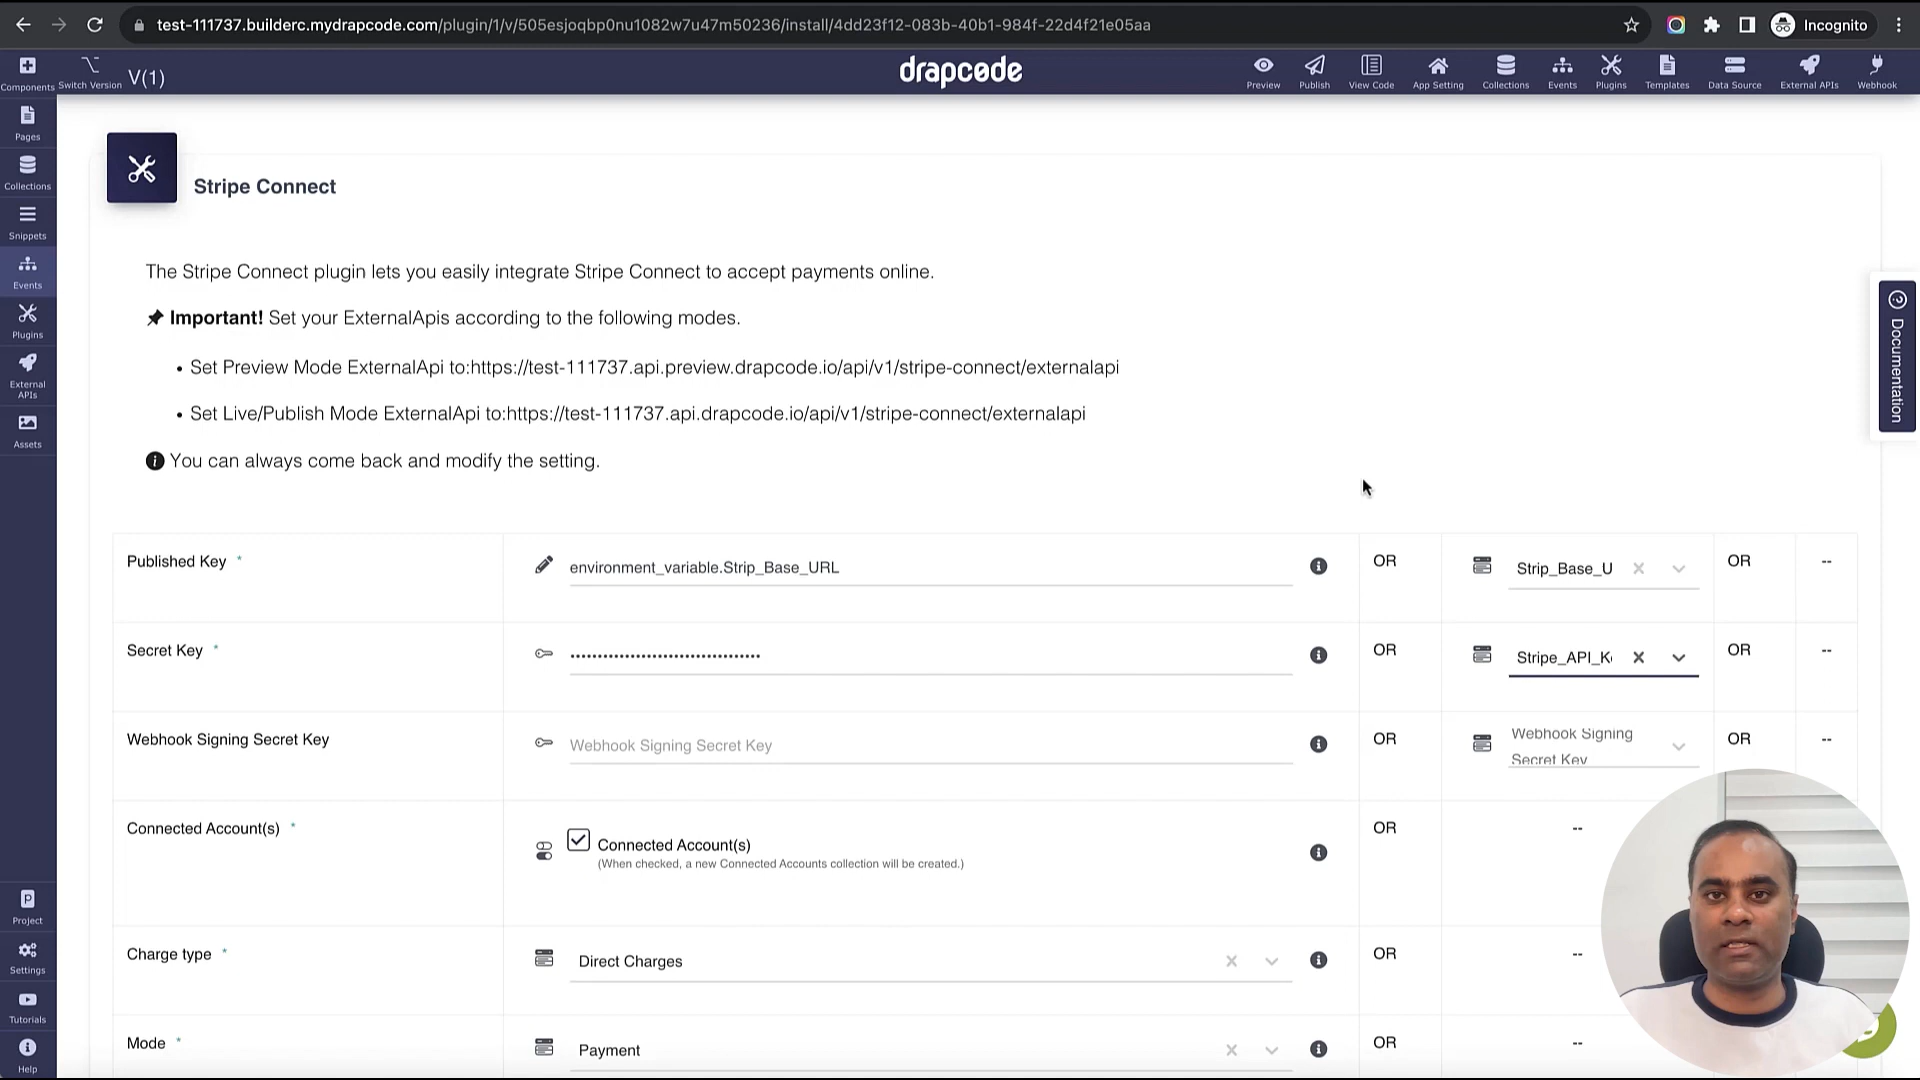 test-111737.builderc.mydrapcode.com/plugin/1/v/505esjoqbp0nu1082w7u47m50236/install/4dd23f12-083b-40b1-984f-22d4f21e05aa
Incognito
Components
Switch Version
V(1)
drapcode
Preview
Publish
View Code
App Setting
Collections
Events
Plugins
Templates
Data Source
External APIs
Webhook
Pages
Collections
Snippets
Events
Plugins
External
APIs
Assets
Project
Settings
Tutorials
Help
Stripe Connect
The Stripe Connect plugin lets you easily integrate Stripe Connect to accept payments online.
Important! Set your ExternalApis according to the following modes.
• Set Preview Mode ExternalApi to:https://test-111737.api.preview.drapcode.io/api/v1/stripe-connect/externalapi
• Set Live/Publish Mode ExternalApi to:https://test-111737.api.drapcode.io/api/v1/stripe-connect/externalapi
You can always come back and modify the setting.
Documentation
Published Key *
environment_variable.Strip_Base_URL
OR
Strip_Base_U
OR
--
Secret Key *
••••••••••••••••••••••••••••••••••
OR
Stripe_API_K
OR
--
Webhook Signing Secret Key
Webhook Signing Secret Key
OR
Webhook Signing
Secret Key
OR
--
Connected Account(s) *
Connected Account(s)
(When checked, a new Connected Accounts collection will be created.)
OR
--
Charge type *
Direct Charges
OR
--
Mode *
Payment
OR
--